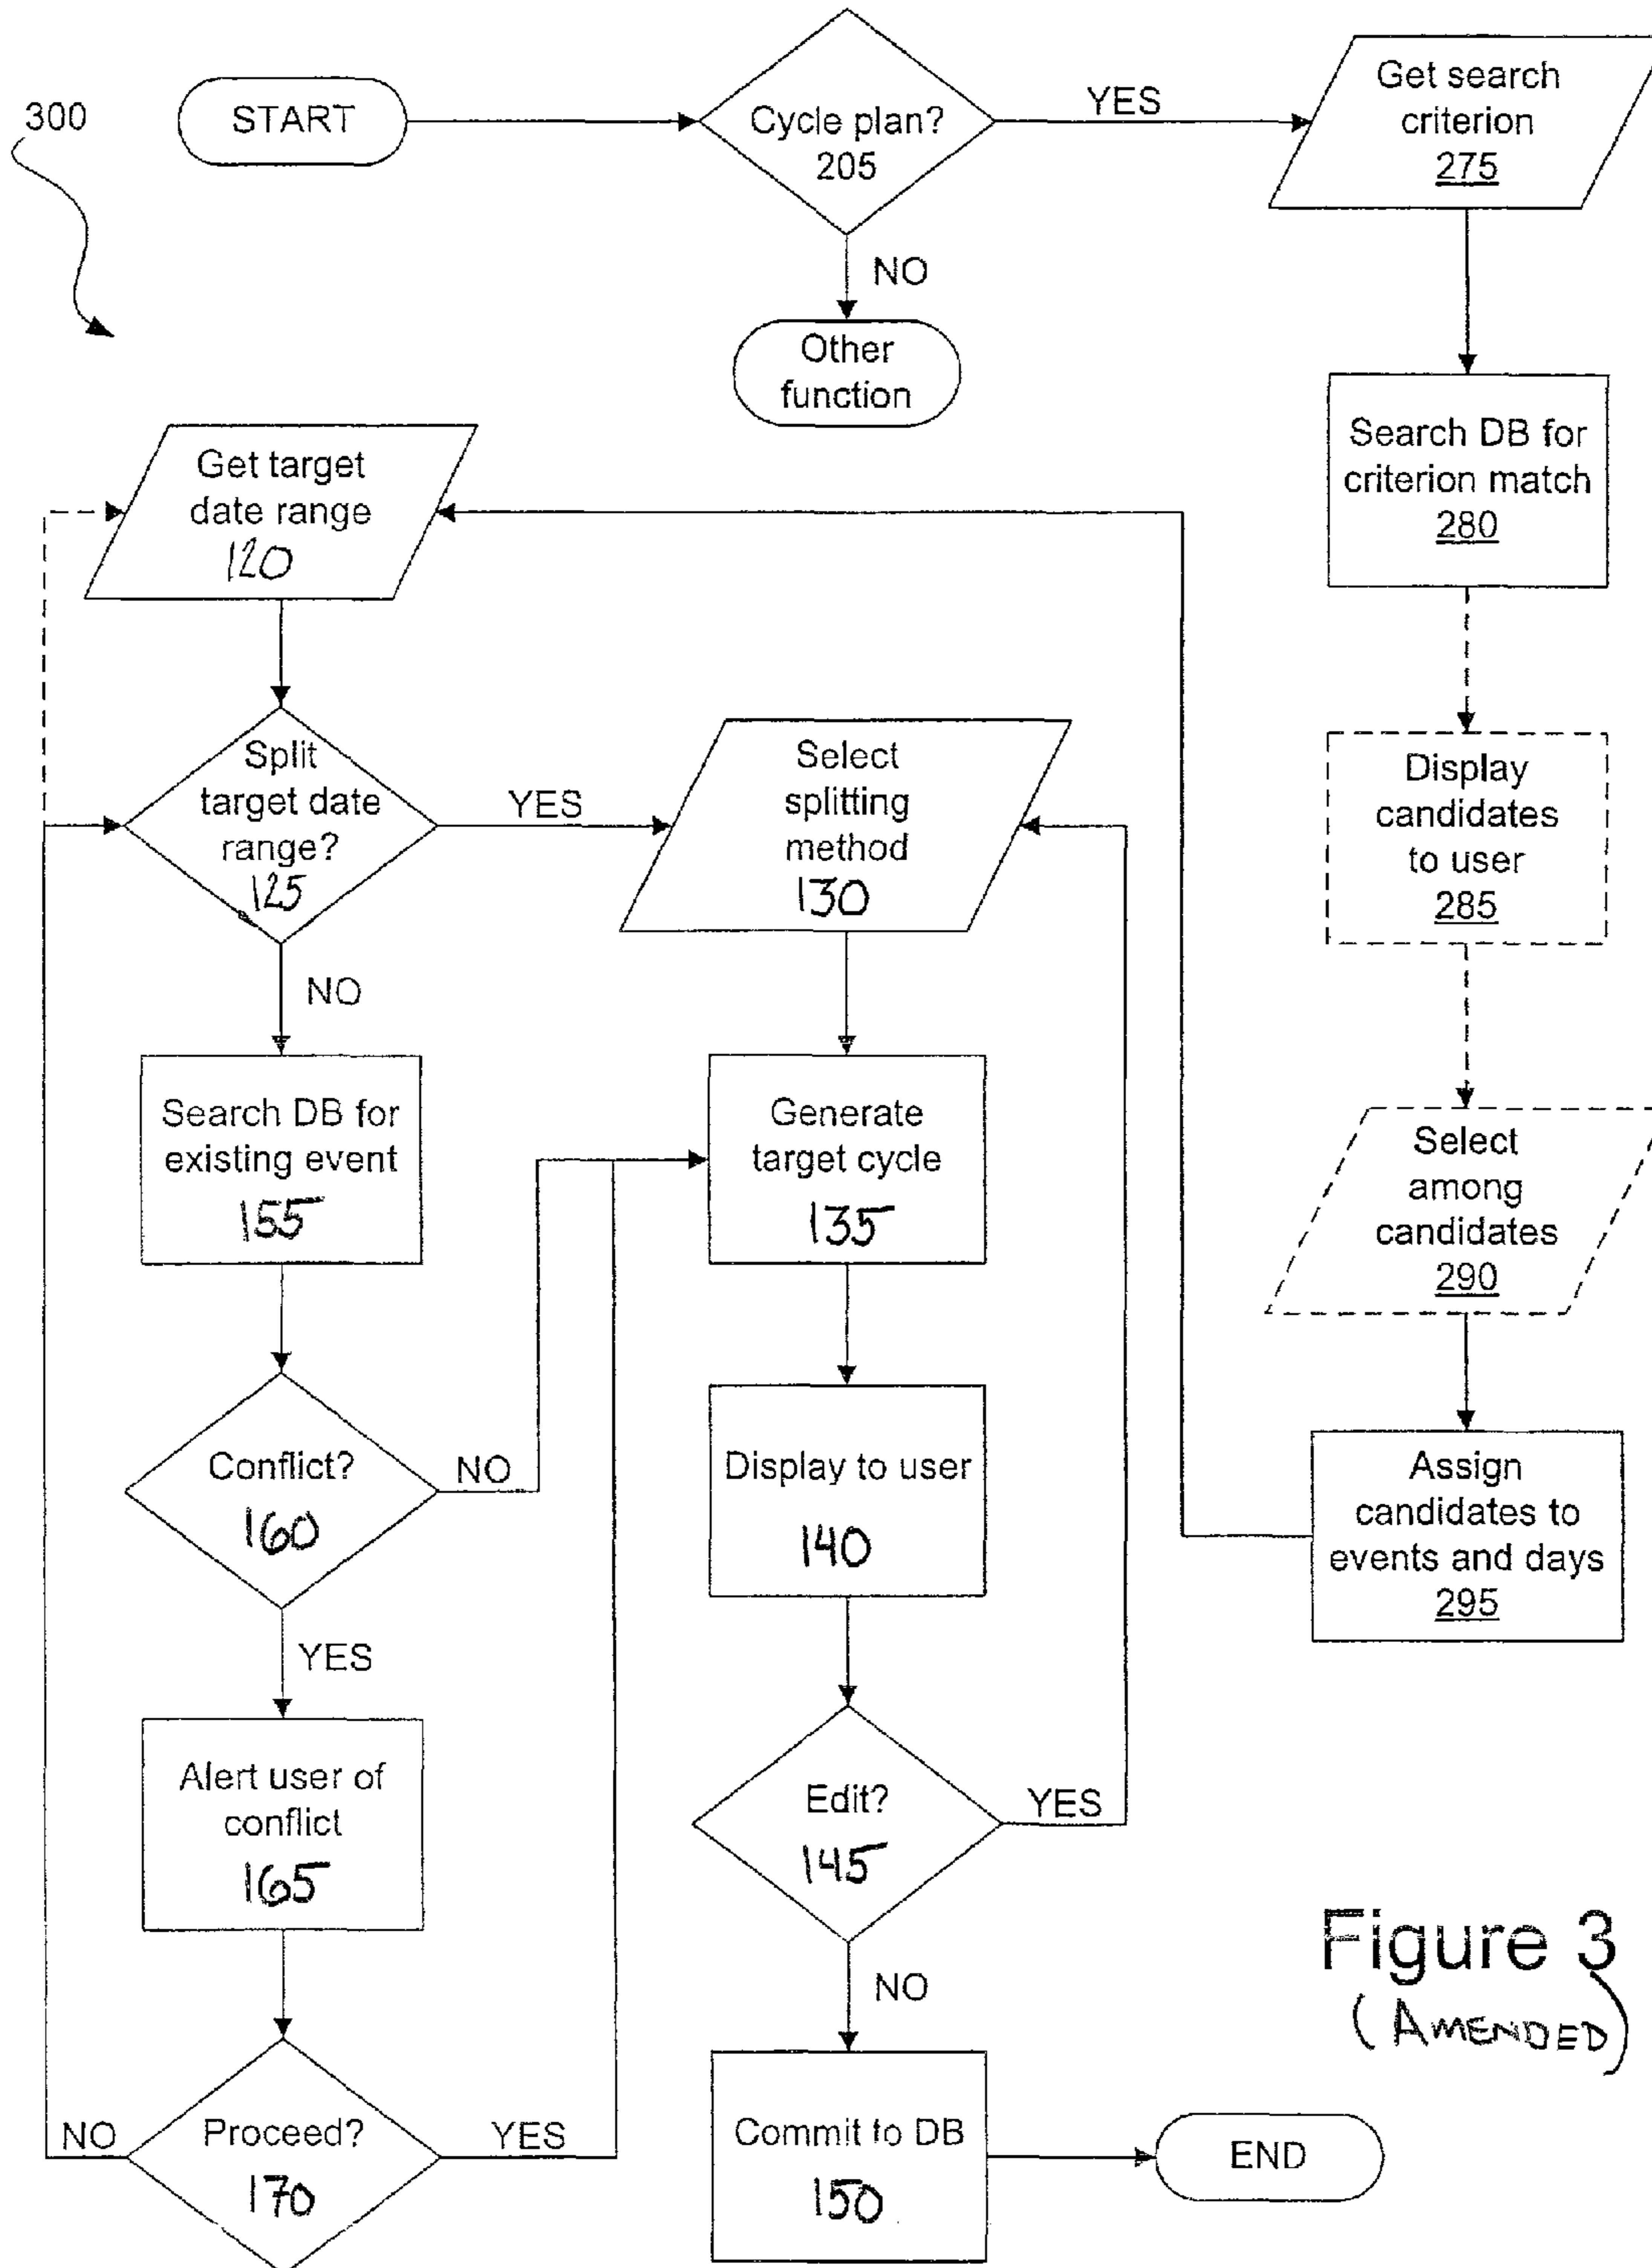 300
START
Cycle plan?
205
YES
NO
Other
function
Get search
criterion
275
Search DB for
criterion match
280
Display
candidates
to user
285
Select
among
candidates
290
Assign
candidates to
events and days
295
Get target
date range
120
Split
target date
range?
125
YES
NO
Select
splitting
method
130
Search DB for
existing event
155
Generate
target cycle
135
Conflict?
160
NO
YES
Display to user
140
Alert user of
conflict
165
Edit?
145
YES
NO
Proceed?
170
NO
YES
Commit to DB
150
END
Figure 3
(AMENDED)